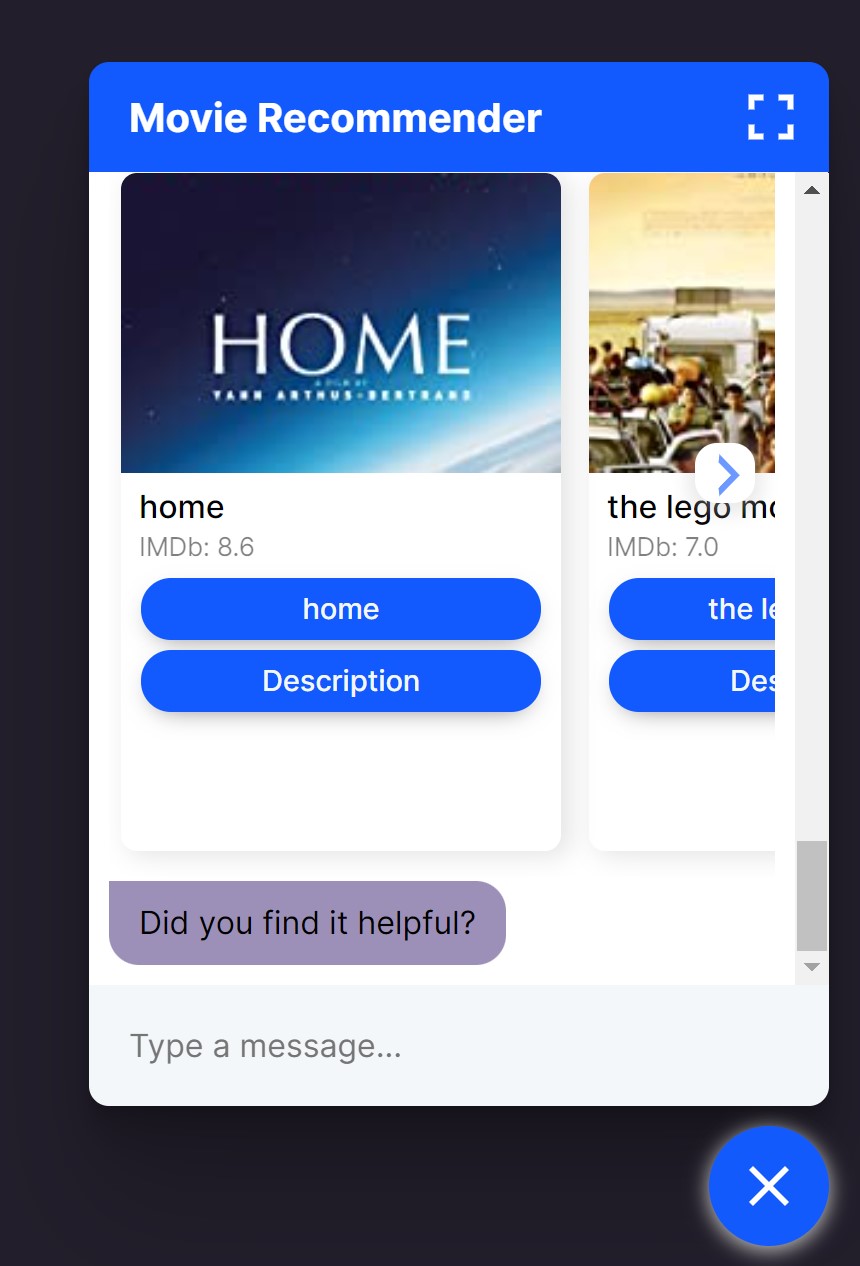 Movie Recommender
HOME
A FILM BY
YANN ARTHUS-BERTRAND
home
IMDb: 8.6
home
Description
the lego mo
IMDb: 7.0
the le
Des
Did you find it helpful?
Type a message...